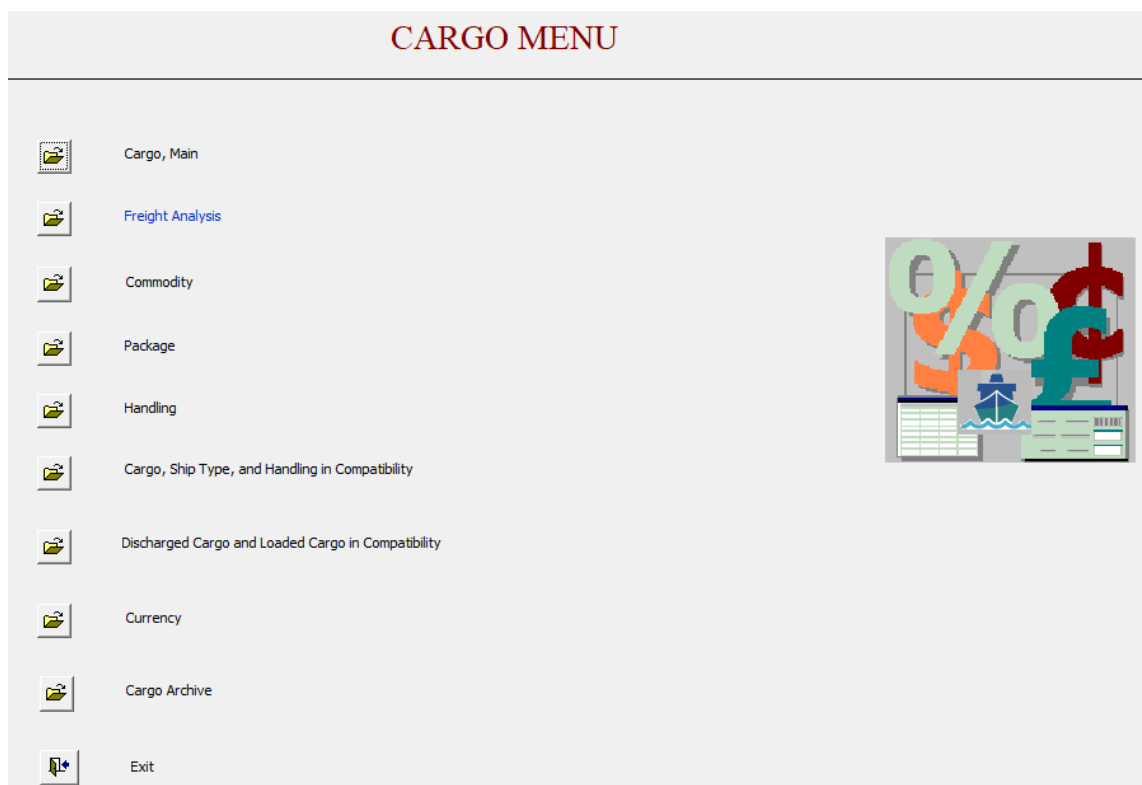 CARGO MENU
Cargo, Main
Freight Analysis
Commodity
Package
Handling
Cargo, Ship Type, and Handling in Compatibility
Discharged Cargo and Loaded Cargo in Compatibility
Currency
Cargo Archive
Exit